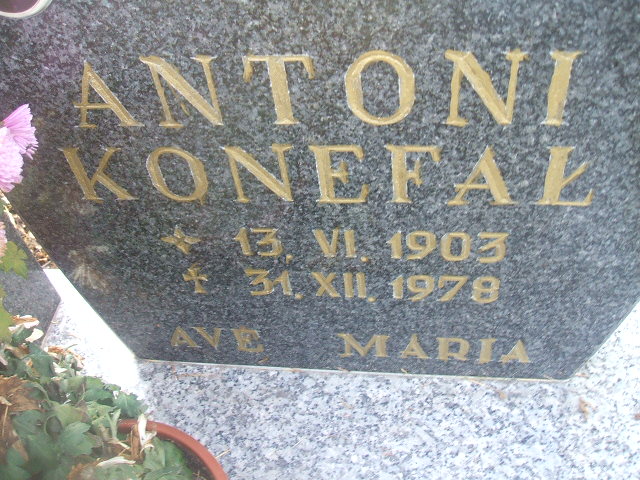 ANTONI
KONEFAŁ
13. VI. 1903
31. XII. 1978
AVE MARIA